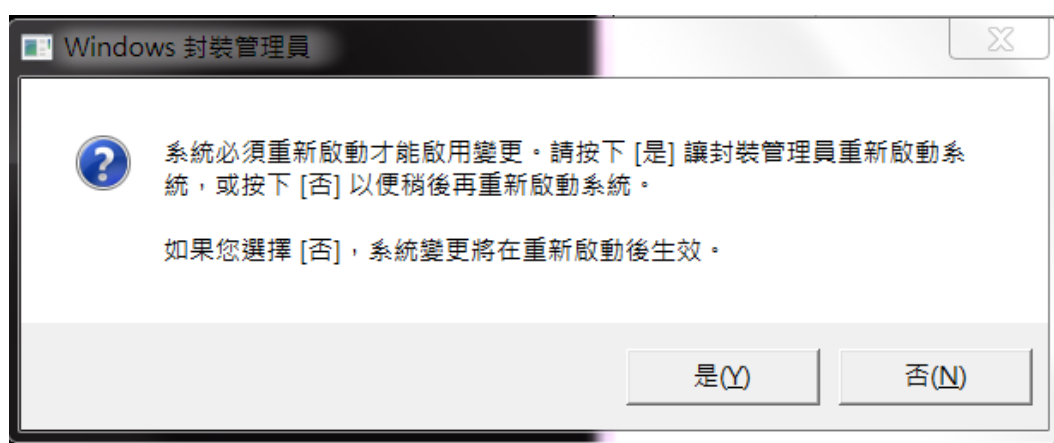 Windows 封裝管理員
系統必須重新啟動才能啟用變更。請按下 [是] 讓封裝管理員重新啟動系
統，或按下 [否] 以便稍後再重新啟動系統。
如果您選擇 [否]，系統變更將在重新啟動後生效。
是(Y)
否(N)